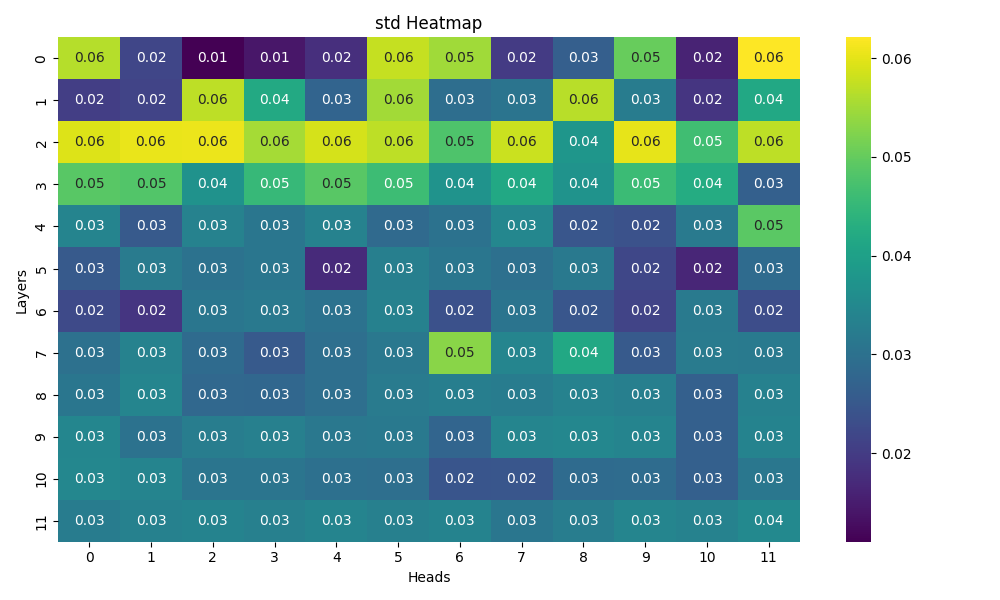 std Heatmap
0 0.06 0.02 0.01 0.01 0.02 0.06 0.05 0.02 0.03 0.05 0.02 0.06
1 0.02 0.02 0.06 0.04 0.03 0.06 0.03 0.03 0.06 0.03 0.02 0.04
2 0.06 0.06 0.06 0.06 0.06 0.06 0.05 0.06 0.04 0.06 0.05 0.06
3 0.05 0.05 0.04 0.05 0.05 0.05 0.04 0.04 0.04 0.05 0.04 0.03
4 0.03 0.03 0.03 0.03 0.03 0.03 0.03 0.03 0.02 0.02 0.03 0.05
5 0.03 0.03 0.03 0.03 0.02 0.03 0.03 0.03 0.03 0.02 0.02 0.03
6 0.02 0.02 0.03 0.03 0.03 0.03 0.02 0.03 0.02 0.02 0.03 0.02
7 0.03 0.03 0.03 0.03 0.03 0.03 0.05 0.03 0.04 0.03 0.03 0.03
8 0.03 0.03 0.03 0.03 0.03 0.03 0.03 0.03 0.03 0.03 0.03 0.03
9 0.03 0.03 0.03 0.03 0.03 0.03 0.03 0.03 0.03 0.03 0.03 0.03
10 0.03 0.03 0.03 0.03 0.03 0.03 0.02 0.02 0.03 0.03 0.03 0.03
11 0.03 0.03 0.03 0.03 0.03 0.03 0.03 0.03 0.03 0.03 0.03 0.04
0 1 2 3 4 5 6 7 8 9 10 11
Heads
Layers
0.06
0.05
0.04
0.03
0.02